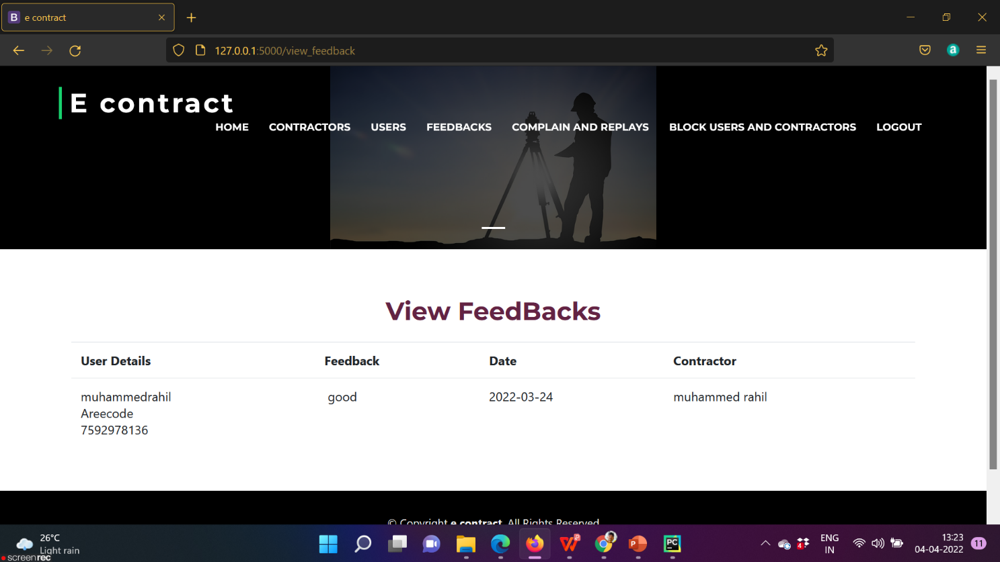 e contract
127.0.0.1:5000/view_feedback
E contract
HOME CONTRACTORS USERS FEEDBACKS COMPLAIN AND REPLAYS BLOCK USERS AND CONTRACTORS LOGOUT
View FeedBacks
User Details Feedback Date Contractor
muhammedrahil good 2022-03-24 muhammed rahil
Areecode
7592978136
© Copyright e contract. All Rights Reserved
26°C
Light rain
screenrec
ENG
IN
13:23
04-04-2022
11